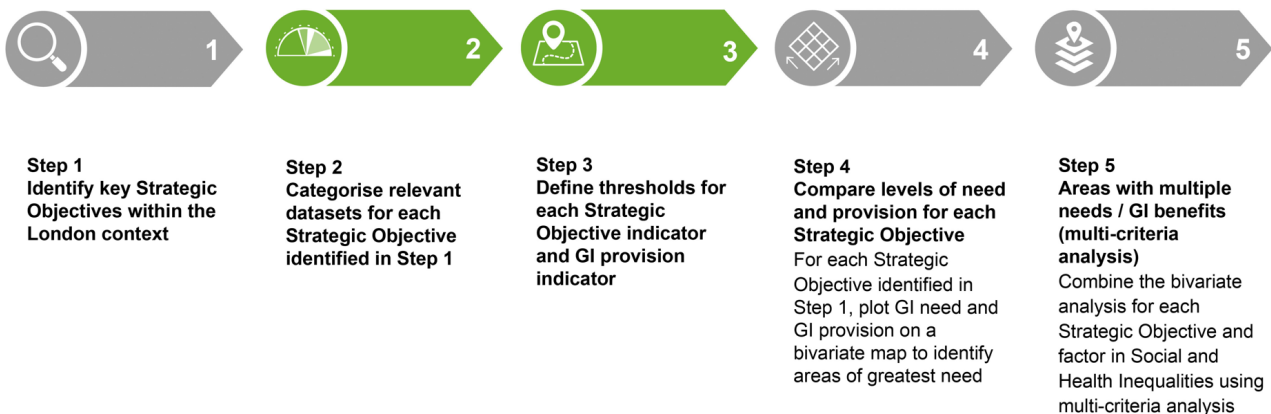 1
2
3
4
5
Step 1
Identify key Strategic
Objectives within the
London context
Step 2
Categorise relevant
datasets for each
Strategic Objective
identified in Step 1
Step 3
Define thresholds for
each Strategic
Objective indicator
and GI provision
indicator
Step 4
Compare levels of need
and provision for each
Strategic Objective
For each Strategic
Objective identified in
Step 1, plot GI need and
GI provision on a
bivariate map to identify
areas of greatest need
Step 5
Areas with multiple
needs / GI benefits
(multi-criteria
analysis)
Combine the bivariate
analysis for each
Strategic Objective and
factor in Social and
Health Inequalities using
multi-criteria analysis